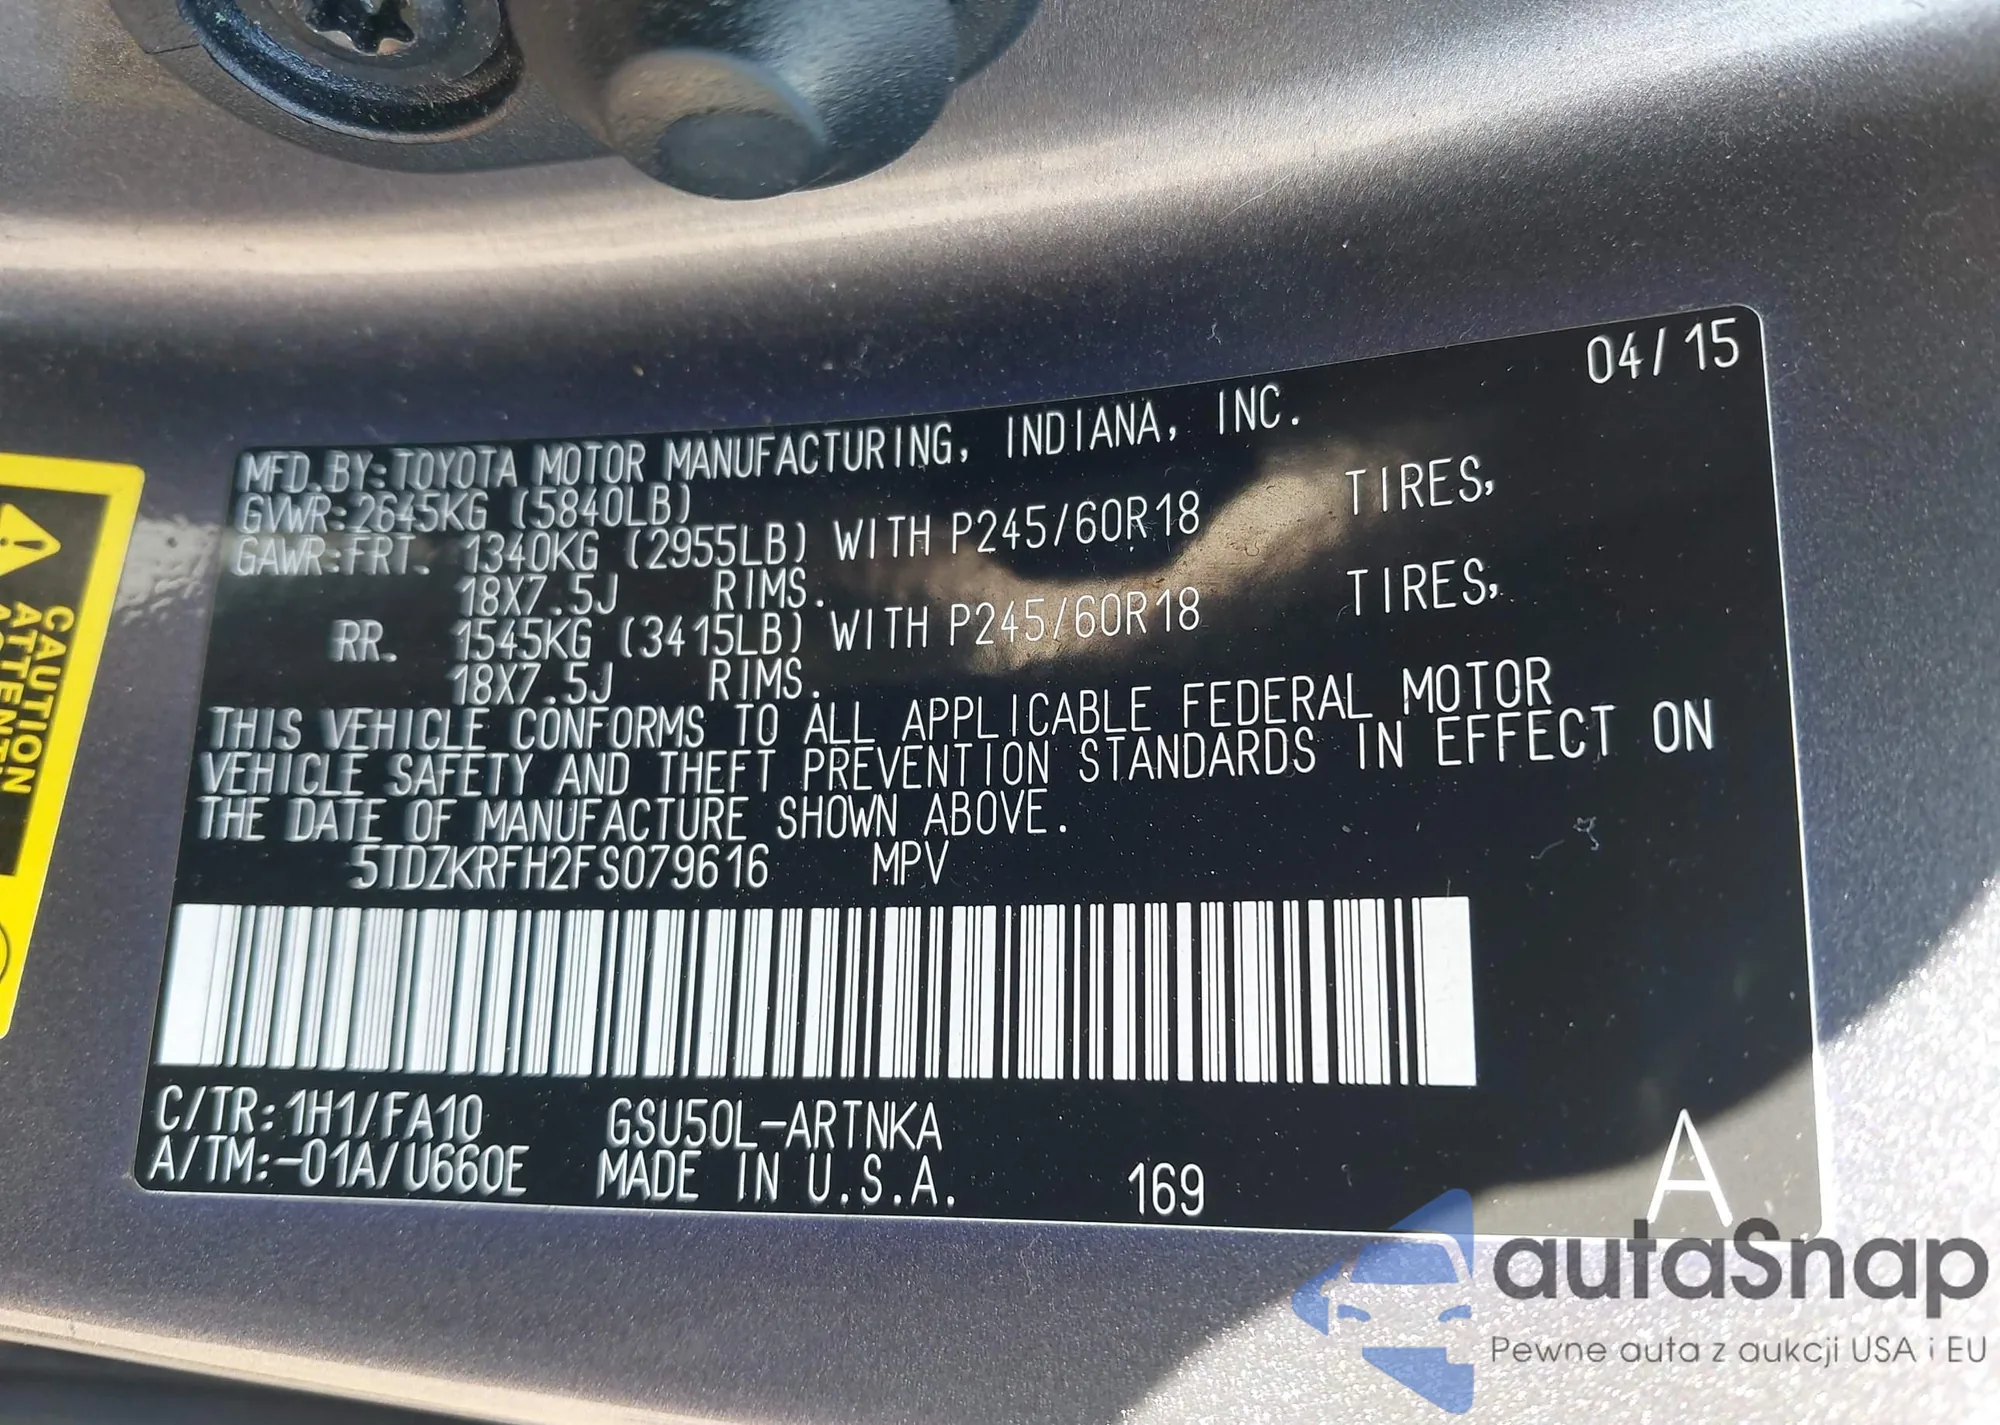 04/15
MFD.BY:TOYOTA MOTOR MANUFACTURING, INDIANA, INC.
GVWR:2645KG (5840LB)
GAWR:FRT. 1340KG (2955LB) WITH P245/60R18 TIRES,
18X7.5J RIMS.
RR. 1545KG (3415LB) WITH P245/60R18 TIRES,
18X7.5J RIMS.
THIS VEHICLE CONFORMS TO ALL APPLICABLE FEDERAL MOTOR
VEHICLE SAFETY AND THEFT PREVENTION STANDARDS IN EFFECT ON
THE DATE OF MANUFACTURE SHOWN ABOVE.
5TDZKRFH2FS079616 MPV
C/TR:1H1/FA10 GSU50L-ARTNKA
A/TM:-01A/U660E MADE IN U.S.A. 169 A
CAUTION
autaSnap
Pewne auta z aukcji USA i EU